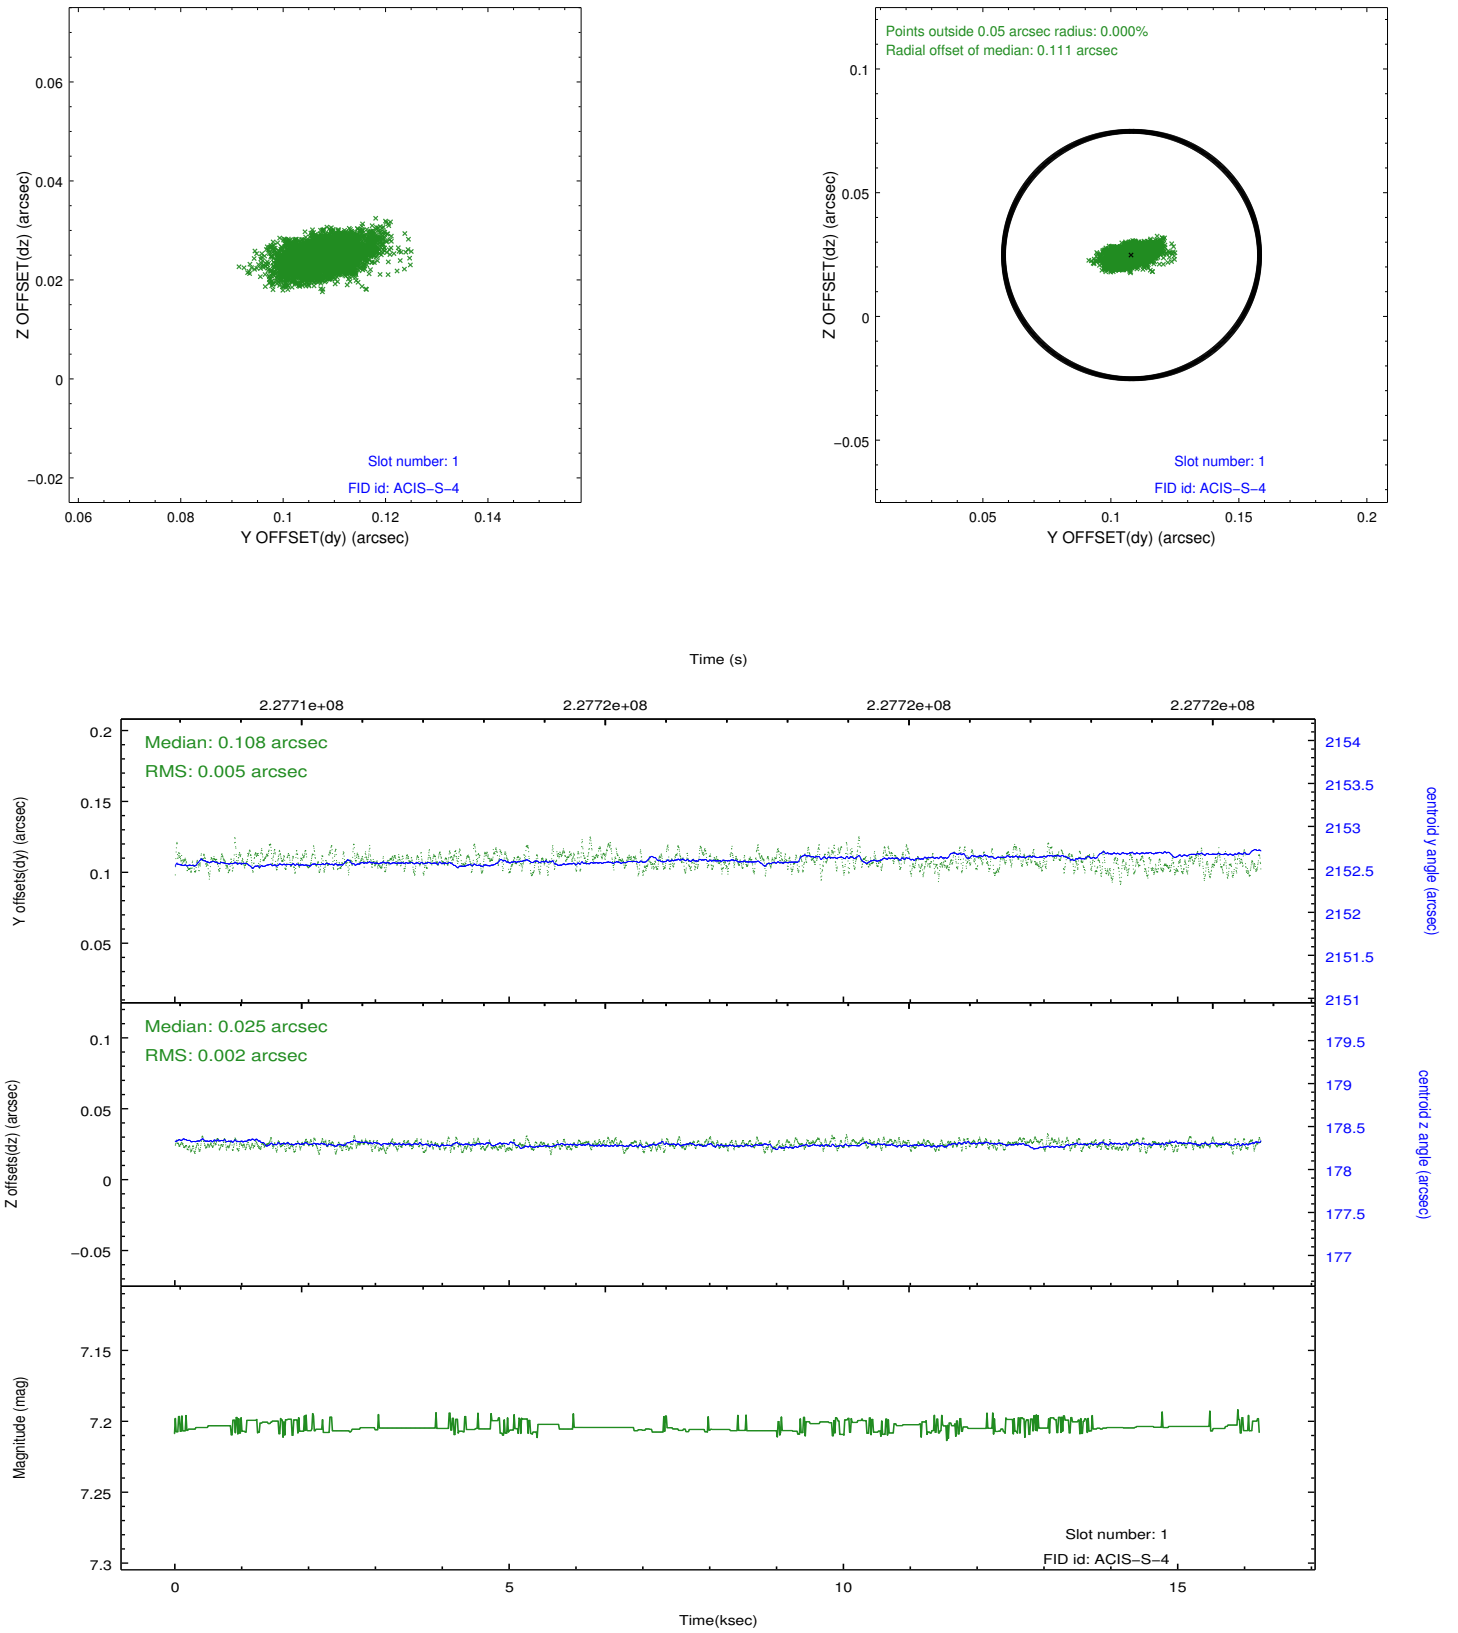 0.06
0.04
0.02
0
−0.02
Z OFFSET(dz) (arcsec)
Slot number: 1
FID id: ACIS−S−4
0.06 0.08 0.1 0.12 0.14
Y OFFSET(dy) (arcsec)
Points outside 0.05 arcsec radius: 0.000%
Radial offset of median: 0.111 arcsec
0.1
0.05
0
−0.05
Z OFFSET(dz) (arcsec)
Slot number: 1
FID id: ACIS−S−4
0.05 0.1 0.15 0.2
Y OFFSET(dy) (arcsec)
Time (s)
2.2771e+08 2.2772e+08 2.2772e+08 2.2772e+08
Median: 0.108 arcsec
RMS: 0.005 arcsec
0.2
0.15
0.1
0.05
Y offsets(dy) (arcsec)
2154
2153.5
2153
2152.5
2152
2151.5
2151
centroid y angle (arcsec)
Median: 0.025 arcsec
RMS: 0.002 arcsec
0.1
0.05
0
−0.05
Z offsets(dz) (arcsec)
179.5
179
178.5
178
177.5
177
centroid z angle (arcsec)
7.15
7.2
7.25
7.3
Magnitude (mag)
Slot number: 1
FID id: ACIS−S−4
0 5 10 15
Time(ksec)